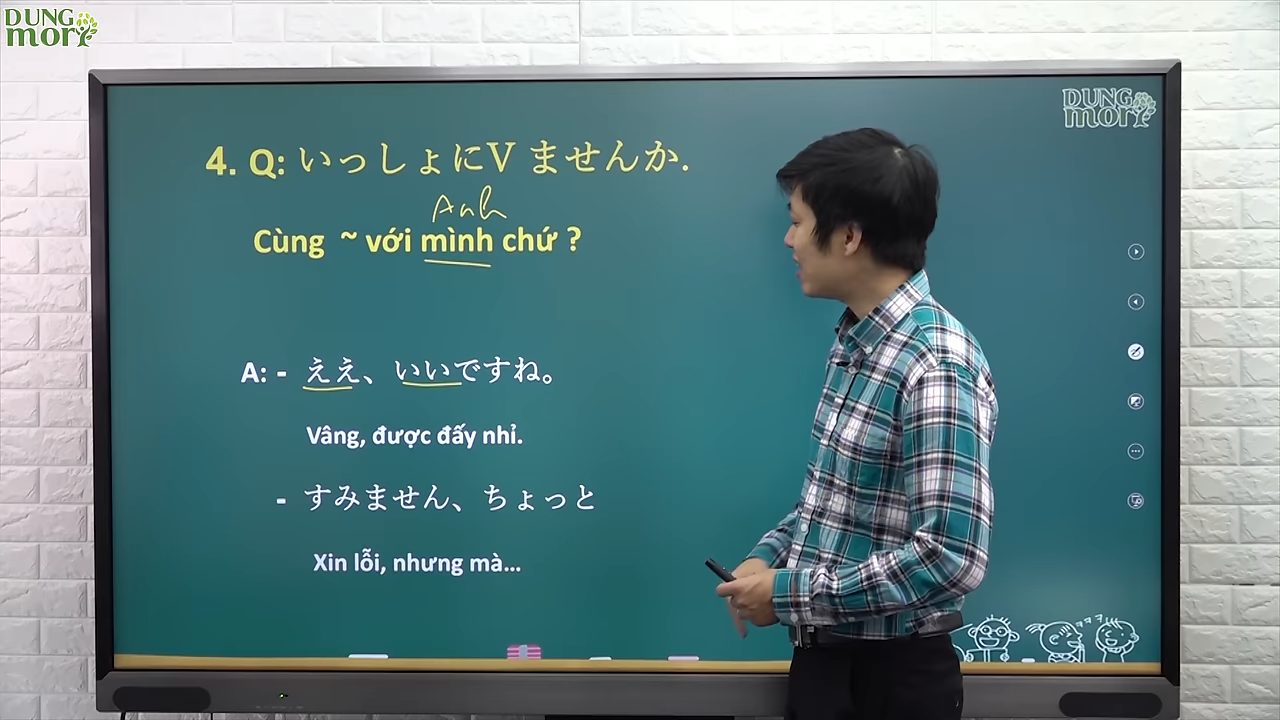 DUNG
mori
DUNG
mori
4. Q: いっしょにV ませんか.
Anh
Cùng ~ với mình chứ ?
A: - ええ、いいですね。
Vâng, được đấy nhỉ.
- すみません、ちょっと
Xin lỗi, nhưng mà...